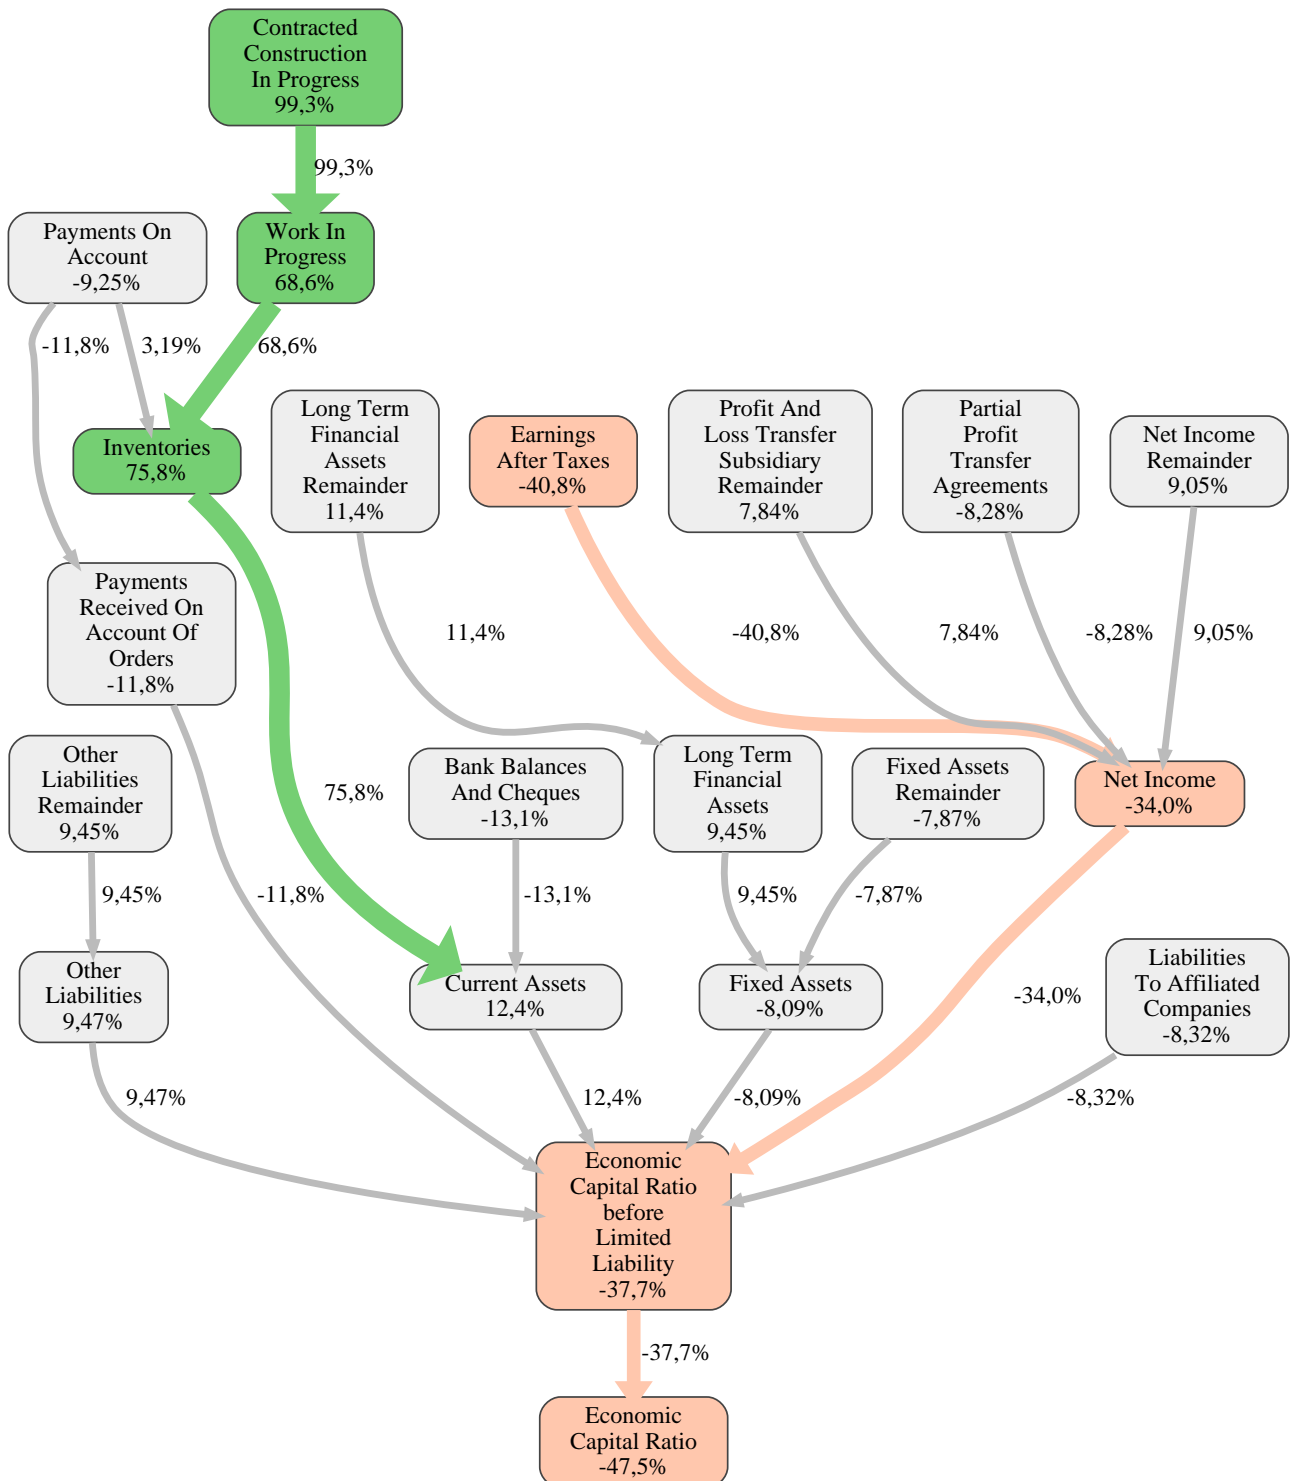 Contracted
Construction
In Progress
99,3%
99,3%
Payments On
Account
-9,25%
Work In
Progress
68,6%
-11,8%
3,19%
68,6%
Inventories
75,8%
Long Term
Financial
Assets
Remainder
11,4%
Earnings
After Taxes
-40,8%
Profit And
Loss Transfer
Subsidiary
Remainder
7,84%
Partial
Profit
Transfer
Agreements
-8,28%
Net Income
Remainder
9,05%
Payments
Received On
Account Of
Orders
-11,8%
11,4%
-40,8%
7,84%
-8,28%
9,05%
Other
Liabilities
Remainder
9,45%
75,8%
Bank Balances
And Cheques
-13,1%
Long Term
Financial
Assets
9,45%
Fixed Assets
Remainder
-7,87%
Net Income
-34,0%
9,45%
-11,8%
-13,1%
9,45%
-7,87%
Other
Liabilities
9,47%
Current Assets
12,4%
Fixed Assets
-8,09%
-34,0%
Liabilities
To Affiliated
Companies
-8,32%
9,47%
12,4%
-8,09%
-8,32%
Economic
Capital Ratio
before
Limited
Liability
-37,7%
-37,7%
Economic
Capital Ratio
-47,5%